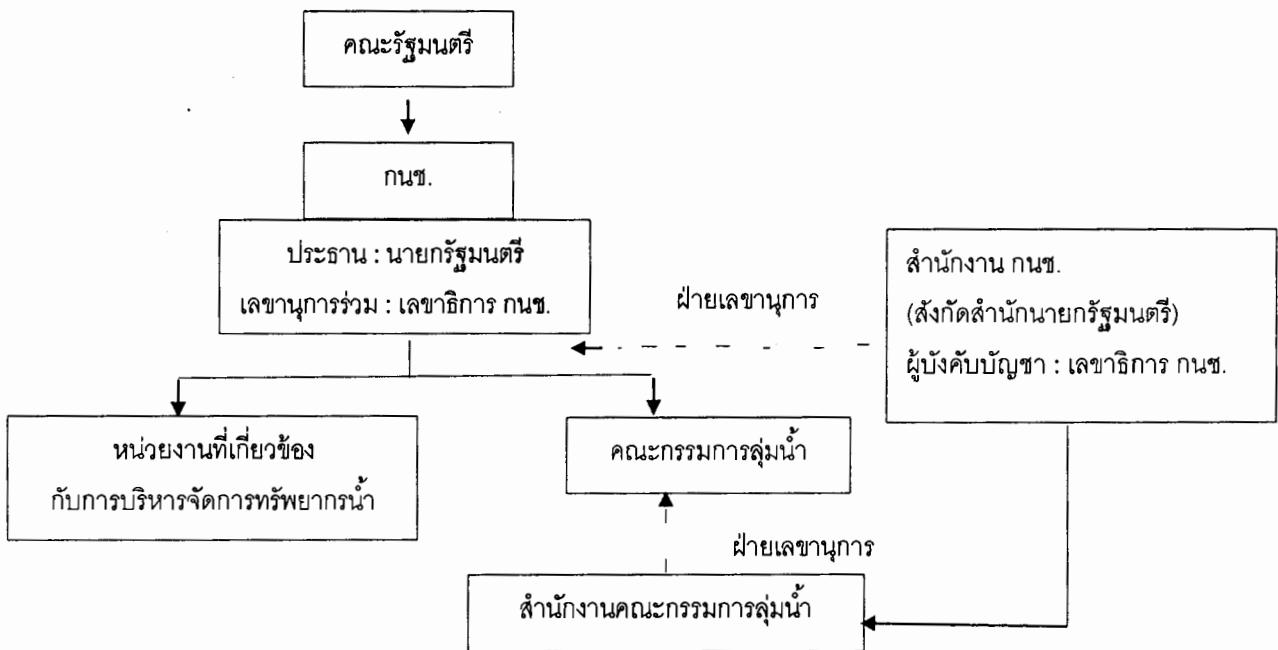 คณะรัฐมนตรี
กนช.
ประธาน : นายกรัฐมนตรี
เลขานุการร่วม : เลขาธิการ กนช.
ฝ่ายเลขานุการ
สำนักงาน กนช.
(สังกัดสำนักนายกรัฐมนตรี)
ผู้บังคับบัญชา : เลขาธิการ กนช.
หน่วยงานที่เกี่ยวข้อง
กับการบริหารจัดการทรัพยากรน้ำ
คณะกรรมการลุ่มน้ำ
ฝ่ายเลขานุการ
สำนักงานคณะกรรมการลุ่มน้ำ